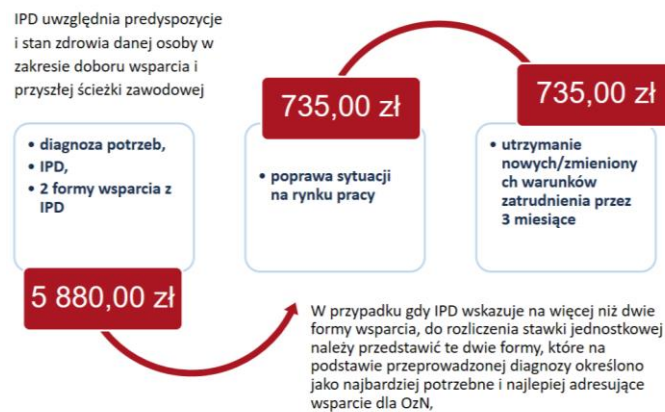 IPD uwzględnia predyspozycje
i stan zdrowia danej osoby w
zakresie doboru wsparcia i
przyszłej ścieżki zawodowej
• diagnoza potrzeb,
• IPD,
• 2 formy wsparcia z
IPD
5 880,00 zł
735,00 zł
• poprawa sytuacji
na rynku pracy
735,00 zł
• utrzymanie
nowych/zmieniony
ch warunków
zatrudnienia przez
3 miesiące
W przypadku gdy IPD wskazuje na więcej niż dwie
formy wsparcia, do rozliczenia stawki jednostkowej
należy przedstawić te dwie formy, które na
podstawie przeprowadzonej diagnozy określono
jako najbardziej potrzebne i najlepiej adresujące
wsparcie dla OzN,